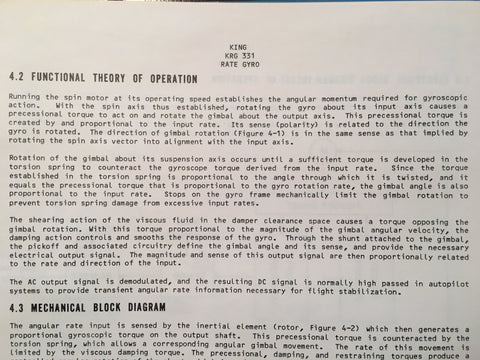 KING
KRG 331
RATE GYRO
4.2 FUNCTIONAL THEORY OF OPERATION
Running the spin motor at its operating speed establishes the angular momentum required for gyroscopic
action. With the spin axis thus established, rotating the gyro about its input axis causes a
precessional torque to act on and rotate the gimbal about the output axis. This precessional torque is
created by and proportional to the input rate. Its sense (polarity) is related to the direction the
gyro is rotated. The direction of gimbal rotation (Figure 4-1) is in the same sense as that implied by
rotating the spin axis vector into alignment with the input axis.
Rotation of the gimbal about its suspension axis occurs until a sufficient torque is developed in the
torsion spring to counteract the gyroscope torque derived from the input rate. Since the torque
established in the torsion spring is proportional to the angle through which it is twisted, and it
equals the precessional torque that is proportional to the gyro rotation rate, the gimbal angle is also
proportional to the input rate. Stops on the gyro frame mechanically limit the gimbal rotation to
prevent torsion spring damage from excessive input rates.
The shearing action of the viscous fluid in the damper clearance space causes a torque opposing the
gimbal rotation. With this torque proportional to the magnitude of the gimbal angular velocity, the
damping action controls and smooths the response of the gyro. Through the shunt attached to the gimbal,
the pickoff and associated circuitry define the gimbal angle and its sense, and provide the necessary
electrical output signal. The magnitude and sense of this output signal are then proportionally related
to the rate and direction of the input.
The AC output signal is demodulated, and the resulting DC signal is normally high passed in autopilot
systems to provide transient angular rate information necessary for flight stabilization.
4.3 MECHANICAL BLOCK DIAGRAM
The angular rate input is sensed by the inertial element (rotor, Figure 4-2) which then generates a
proportional gyroscopic torque on the output shaft. This precessional torque is counteracted by the
torsion spring, which allows a corresponding angular gimbal movement. The rate of this movement is
limited by the viscous damping torque. The precessional, damping, and restraining torques produce a